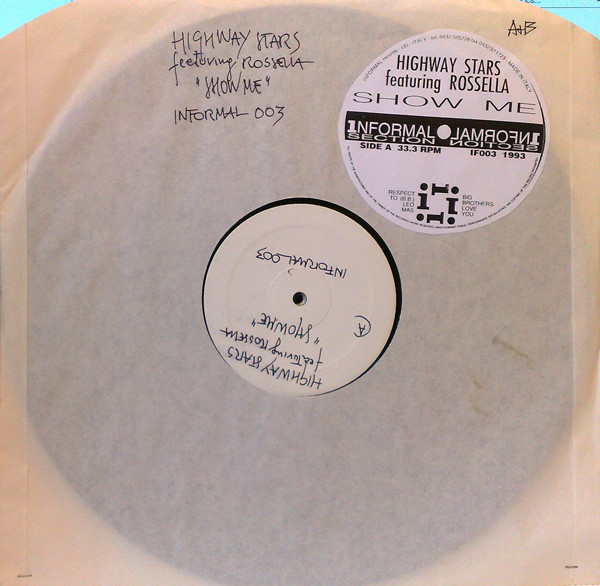 HIGHWAY STARS
featuring ROSSELLA
"SHOW ME"
INFORMAL 003
A+B
HIGHWAY STARS
featuring ROSSELLA
SHOW ME
INFORMAL INFORMAL
SECTION SECTION
SIDE A 33.3 RPM IF003 1993
RESPECT
TO (B.B.)
LEO
MAS
BIG
BROTHERS
LOVE
YOU
INFORMAL 003
A
"SHOW ME"
featuring ROSSELLA
HIGHWAY STARS